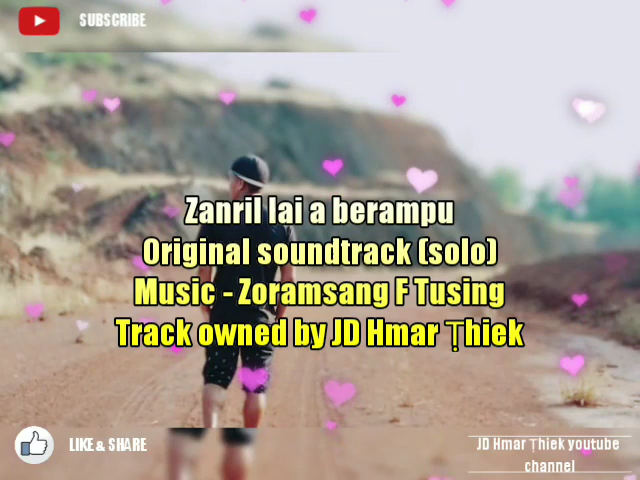 SUBSCRIBE
Zanril lai a berampu
Original soundtrack (solo)
Music - Zoramsang F Tusing
Track owned by JD Hmar Ṭhiek
LIKE & SHARE
JD Hmar Ṭhiek youtube
channel